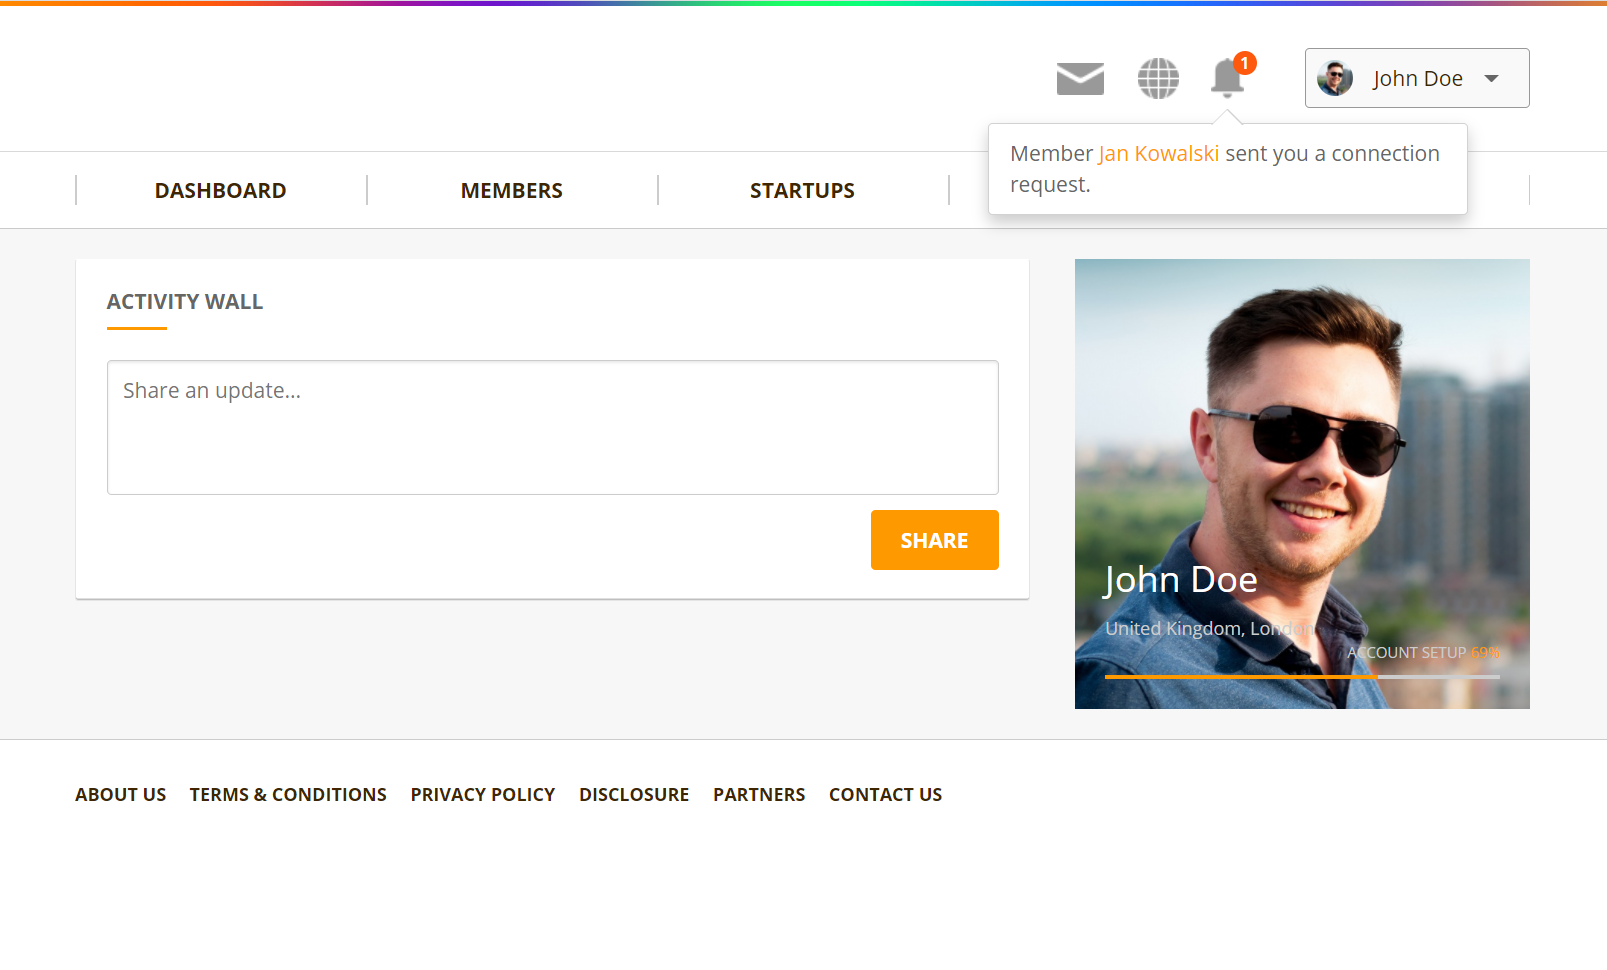 1
John Doe
Member Jan Kowalski sent you a connection
request.
DASHBOARD
MEMBERS
STARTUPS
ACTIVITY WALL
Share an update...
SHARE
John Doe
United Kingdom, London
ACCOUNT SETUP 69%
ABOUT US
TERMS & CONDITIONS
PRIVACY POLICY
DISCLOSURE
PARTNERS
CONTACT US